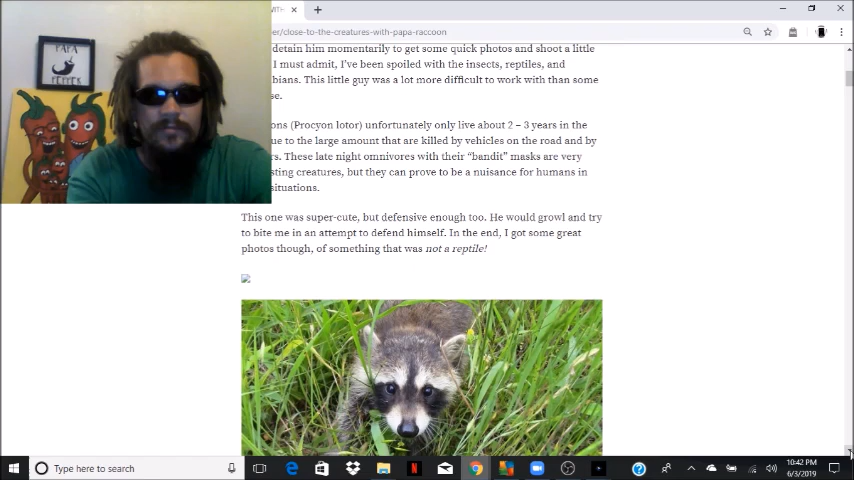 WITH-
er/close-to-the-creatures-with-papa-raccoon
PAPA
PEPPER
detain him momentarily to get some quick photos and shoot a little
I must admit, I've been spoiled with the insects, reptiles, and
bians. This little guy was a lot more difficult to work with than some
se.
ons (Procyon lotor) unfortunately only live about 2 – 3 years in the
ue to the large amount that are killed by vehicles on the road and by
rs. These late night omnivores with their “bandit” masks are very
sting creatures, but they can prove to be a nuisance for humans in
situations.
This one was super-cute, but defensive enough too. He would growl and try
to bite me in an attempt to defend himself. In the end, I got some great
photos though, of something that was not a reptile!
Type here to search
10:42 PM
6/3/2019